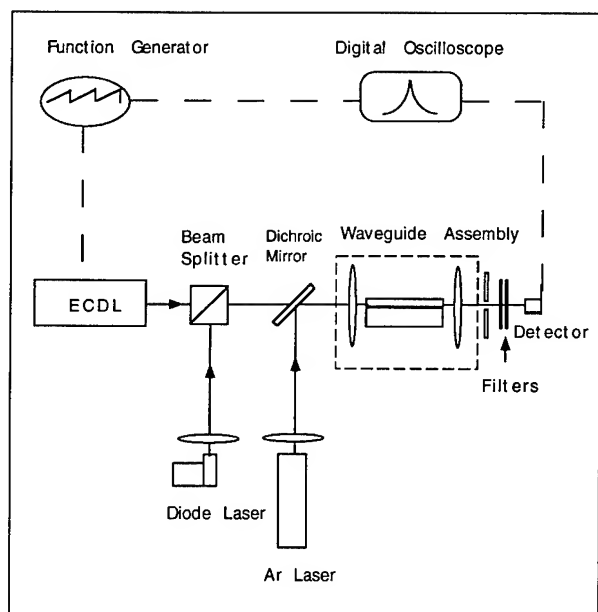 Function Generator
Digital Oscilloscope
Beam
Splitter
Dichroic
Mirror
Waveguide Assembly
ECDL
Detector
Filters
Diode Laser
Ar Laser